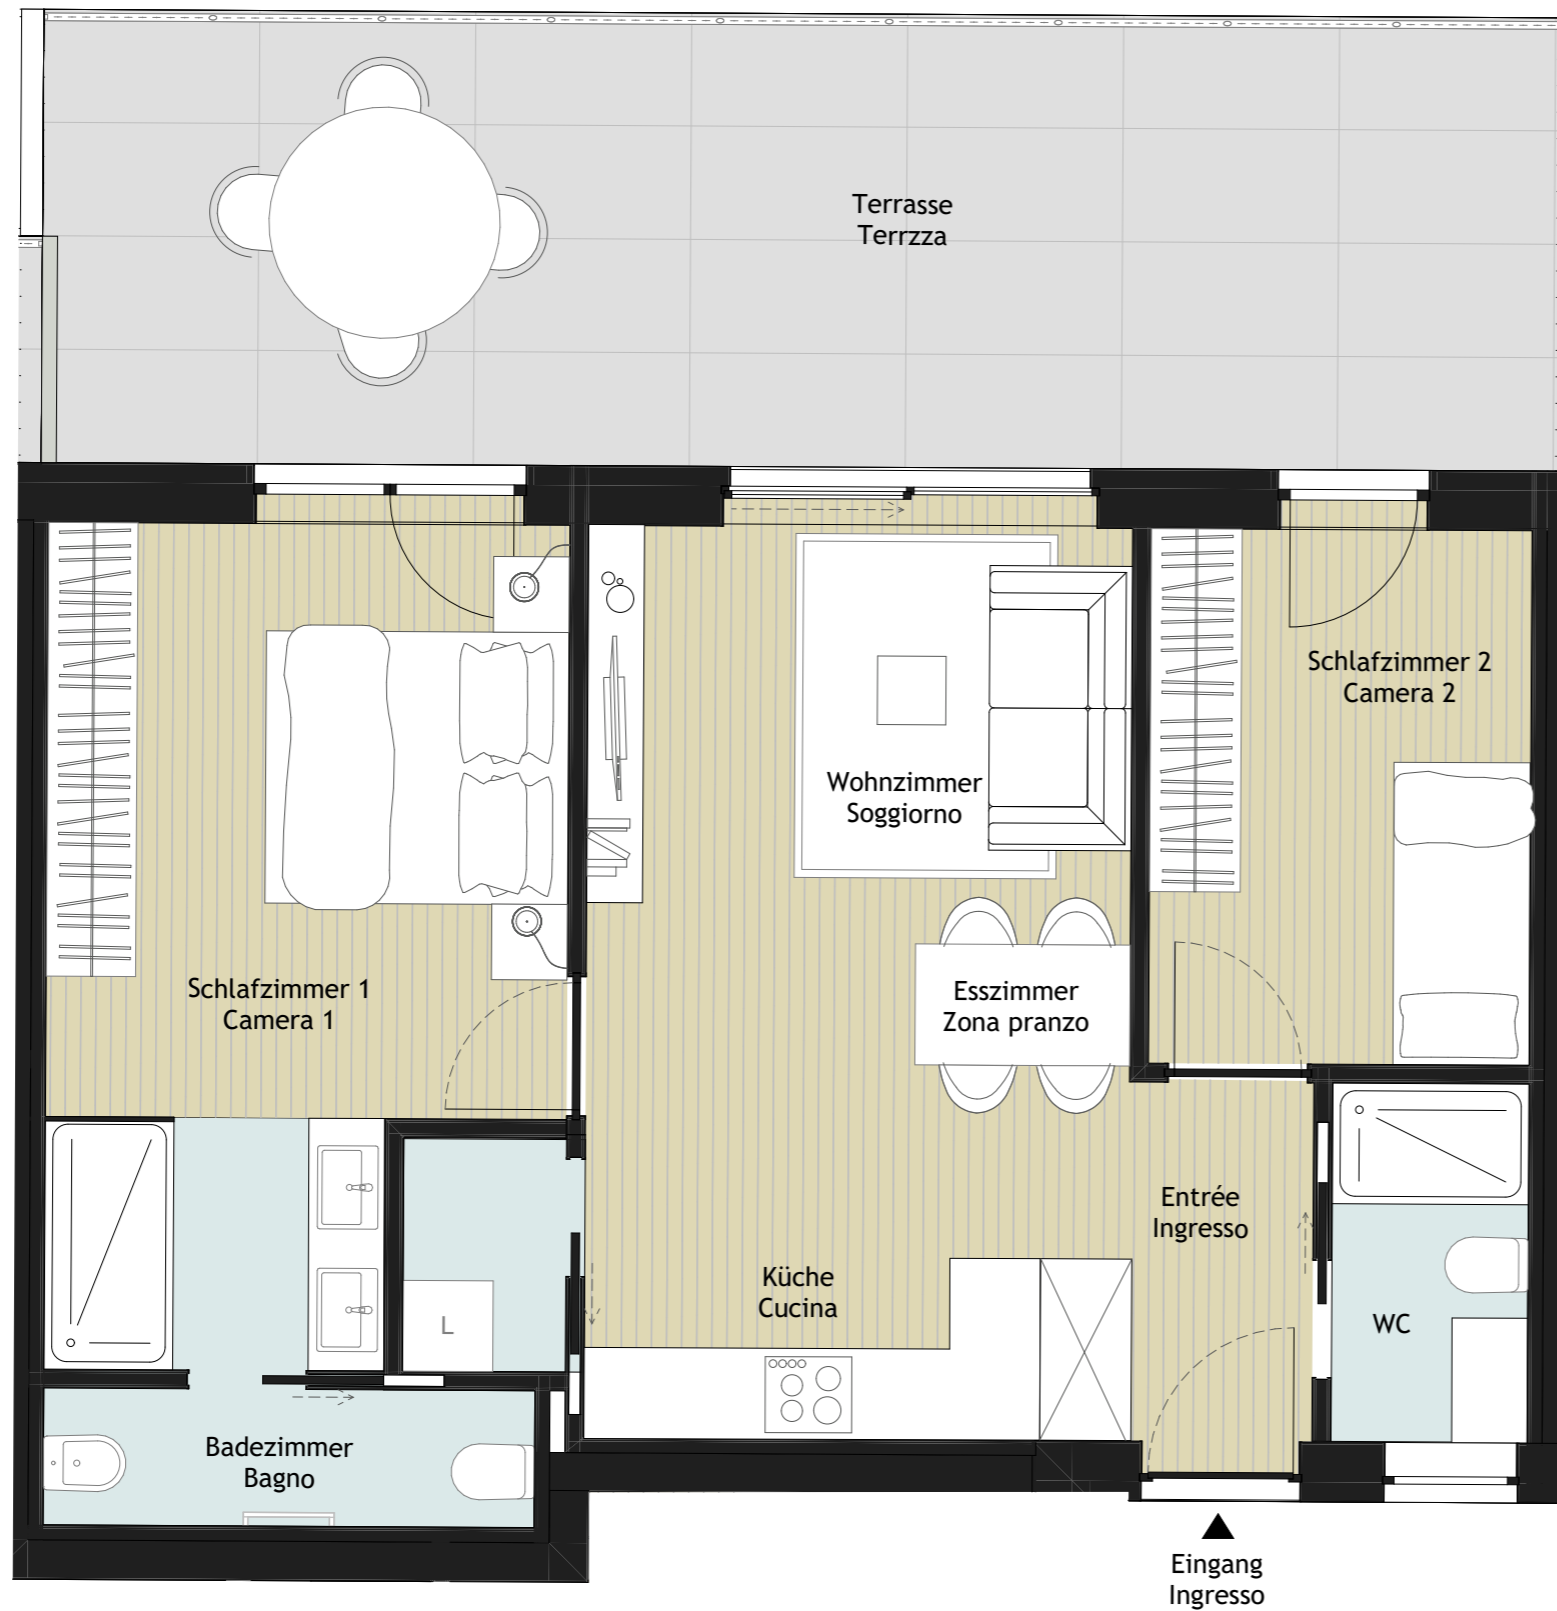 Terrasse
Terrzza
Schlafzimmer 2
Camera 2
Wohnzimmer
Soggiorno
Schlafzimmer 1
Camera 1
Esszimmer
Zona pranzo
Entrée
Ingresso
Küche
Cucina
L
WC
Badezimmer
Bagno
Eingang
Ingresso